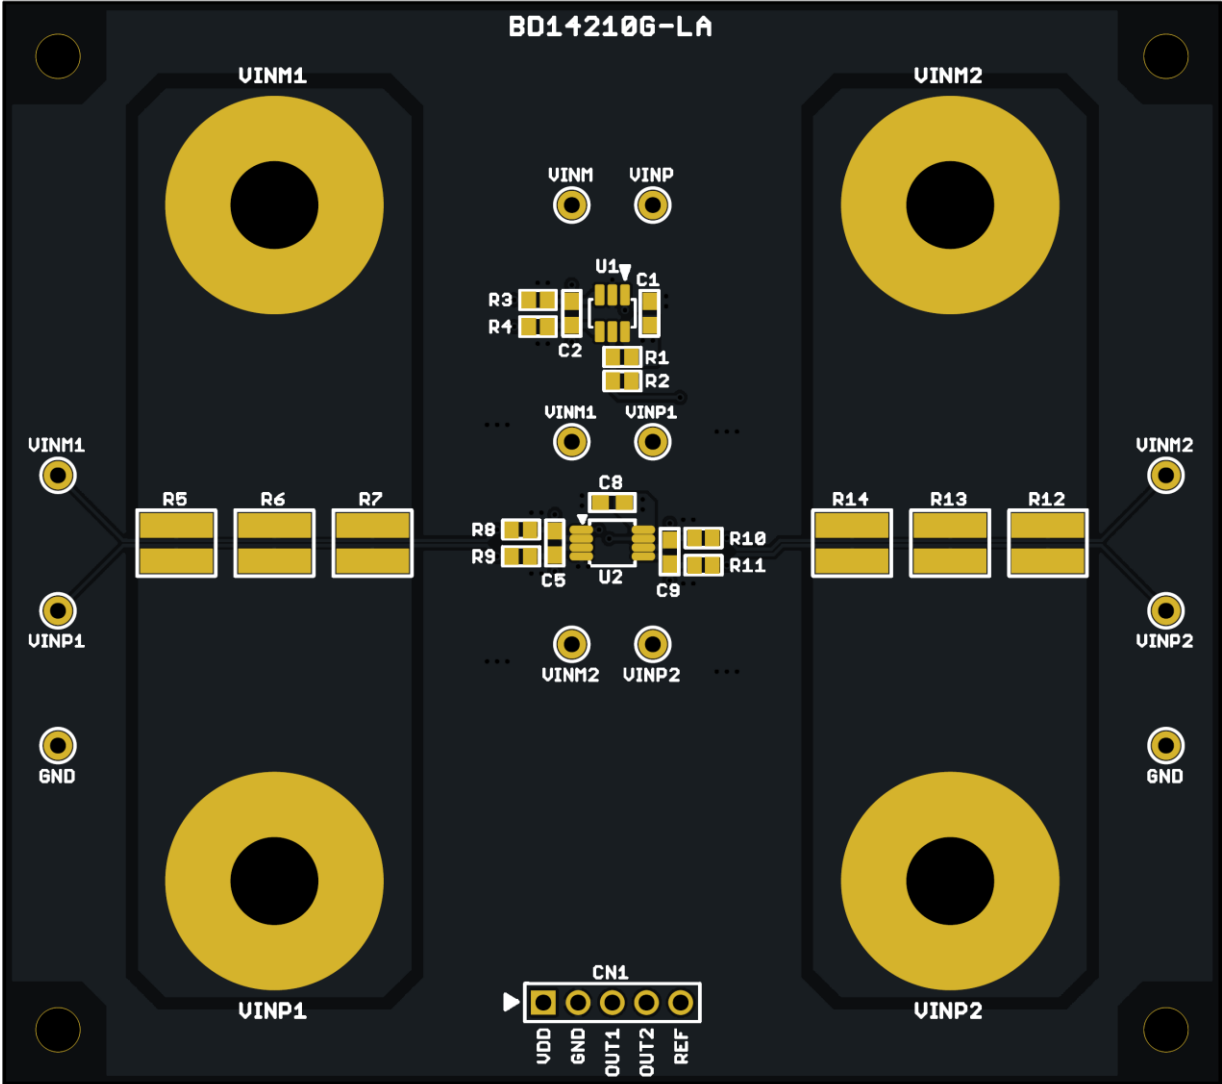 BD14210G-LA
VINM1
VINM2
VINM
VINP
U1
C1
R3
R4
C2
R1
R2
VINM1
VINP1
VINM1
VINM2
C8
R5
R6
R7
R14
R13
R12
R8
R9
C5
U2
C9
R10
R11
VINP1
VINP2
VINM2
VINP2
GND
GND
CN1
VINP1
VINP2
VDD
GND
OUT1
OUT2
REF